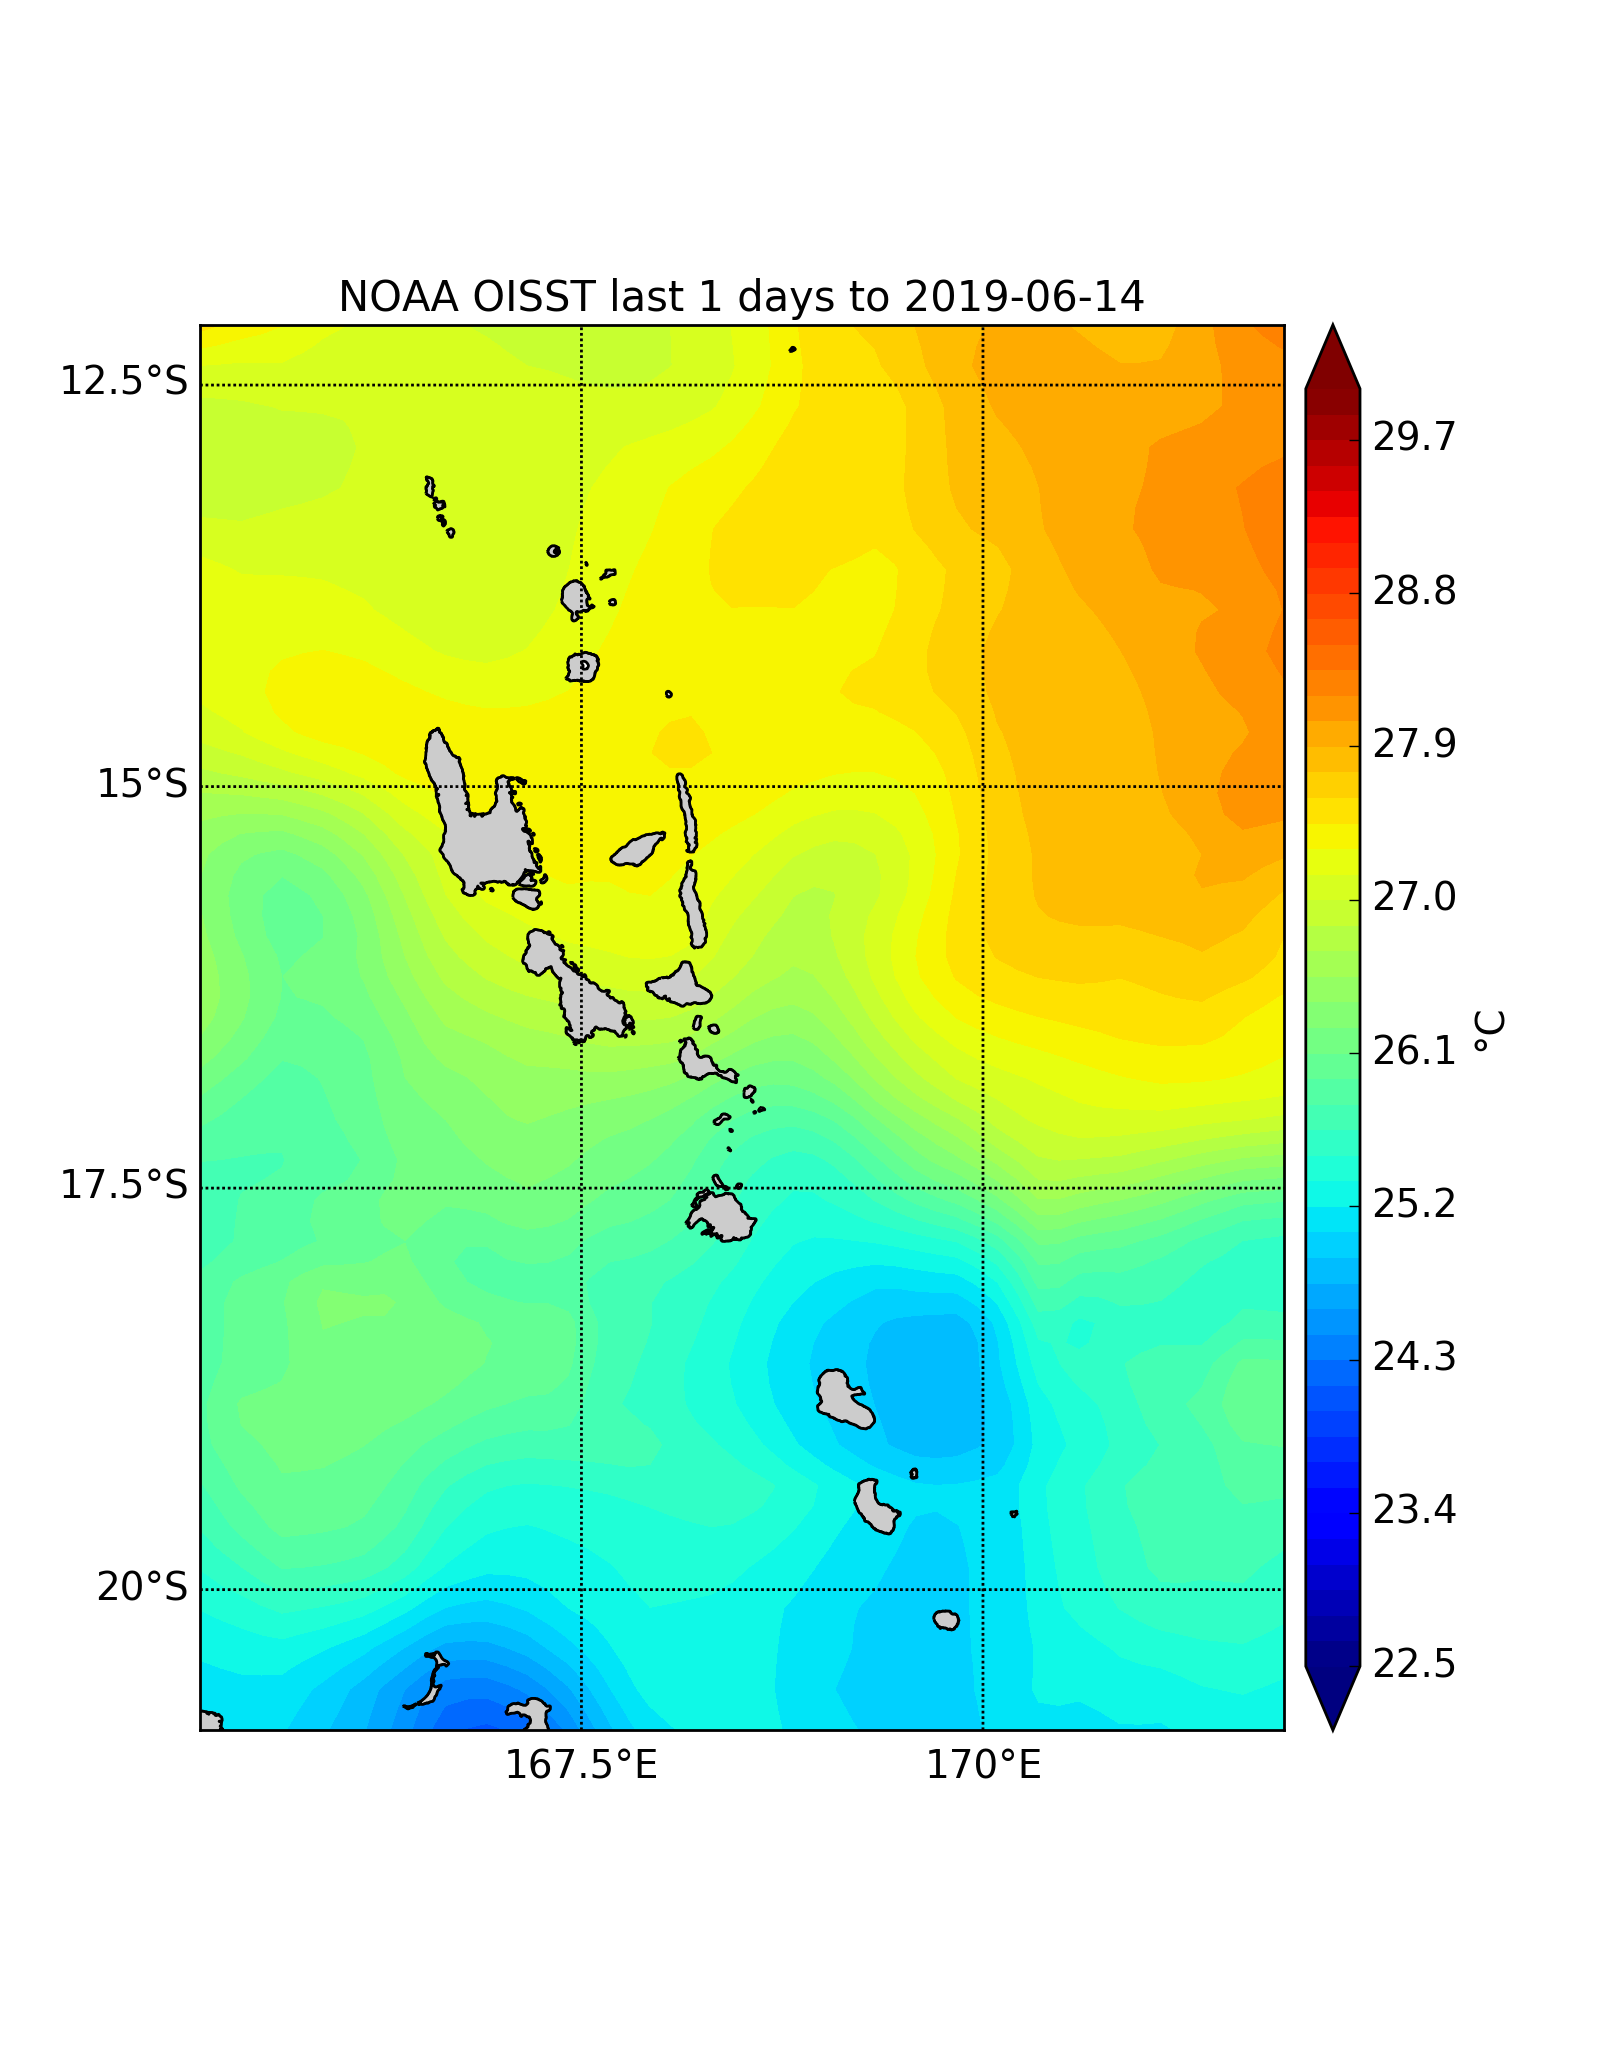 NOAA OISST last 1 days to 2019-06-14
12.5°S
15°S
17.5°S
20°S
167.5°E
170°E
29.7
28.8
27.9
27.0
26.1
25.2
24.3
23.4
22.5
°C